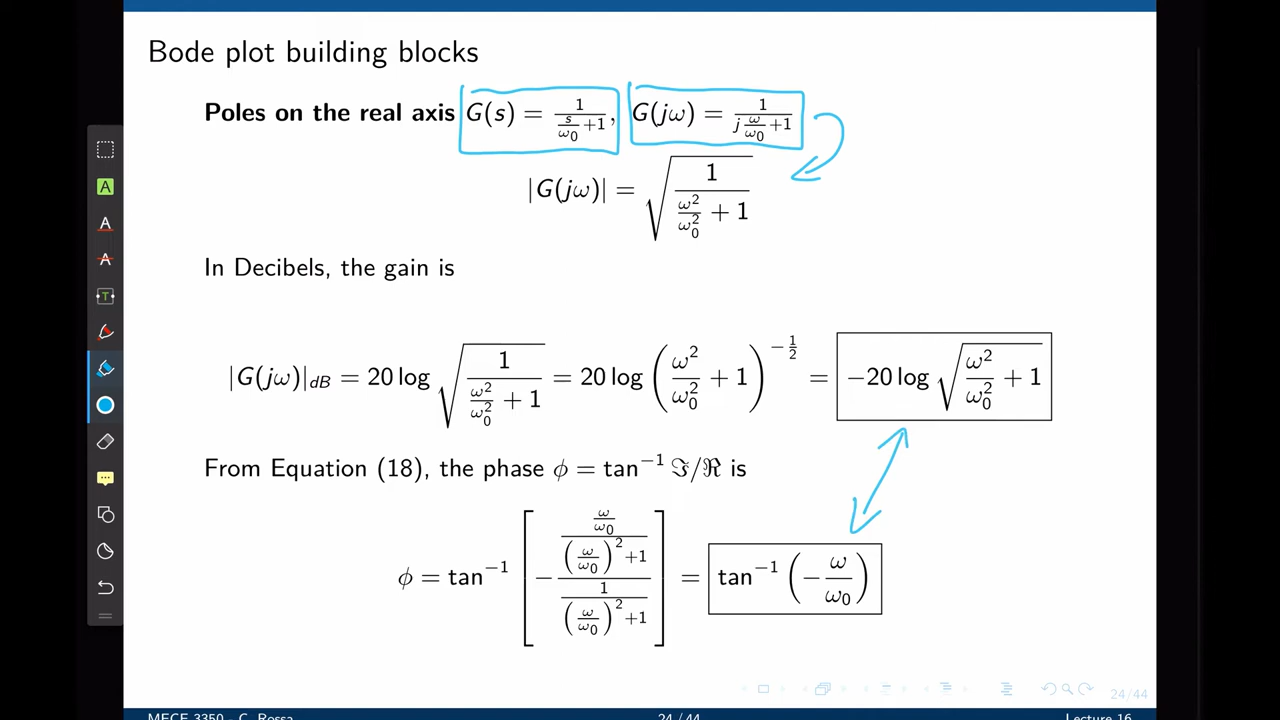 Bode plot building blocks
Poles on the real axis G(s) = 1/(s/ω₀ +1), G(jω) = 1/(j ω/ω₀ +1)
|G(jω)| = √(1/(ω²/ω₀² + 1))
In Decibels, the gain is
|G(jω)|dB = 20 log √(1/(ω²/ω₀² + 1)) = 20 log (ω²/ω₀² + 1)^(−1/2) = −20 log √(ω²/ω₀² + 1)
From Equation (18), the phase ϕ = tan⁻¹ ℑ/ℜ is
ϕ = tan⁻¹ [ − ((ω/ω₀)/((ω/ω₀)² +1)) / (1/((ω/ω₀)² +1)) ] = tan⁻¹ (− ω/ω₀)
24/44
MECE 3350 - C. Rossa 24 / 44 Lecture 16